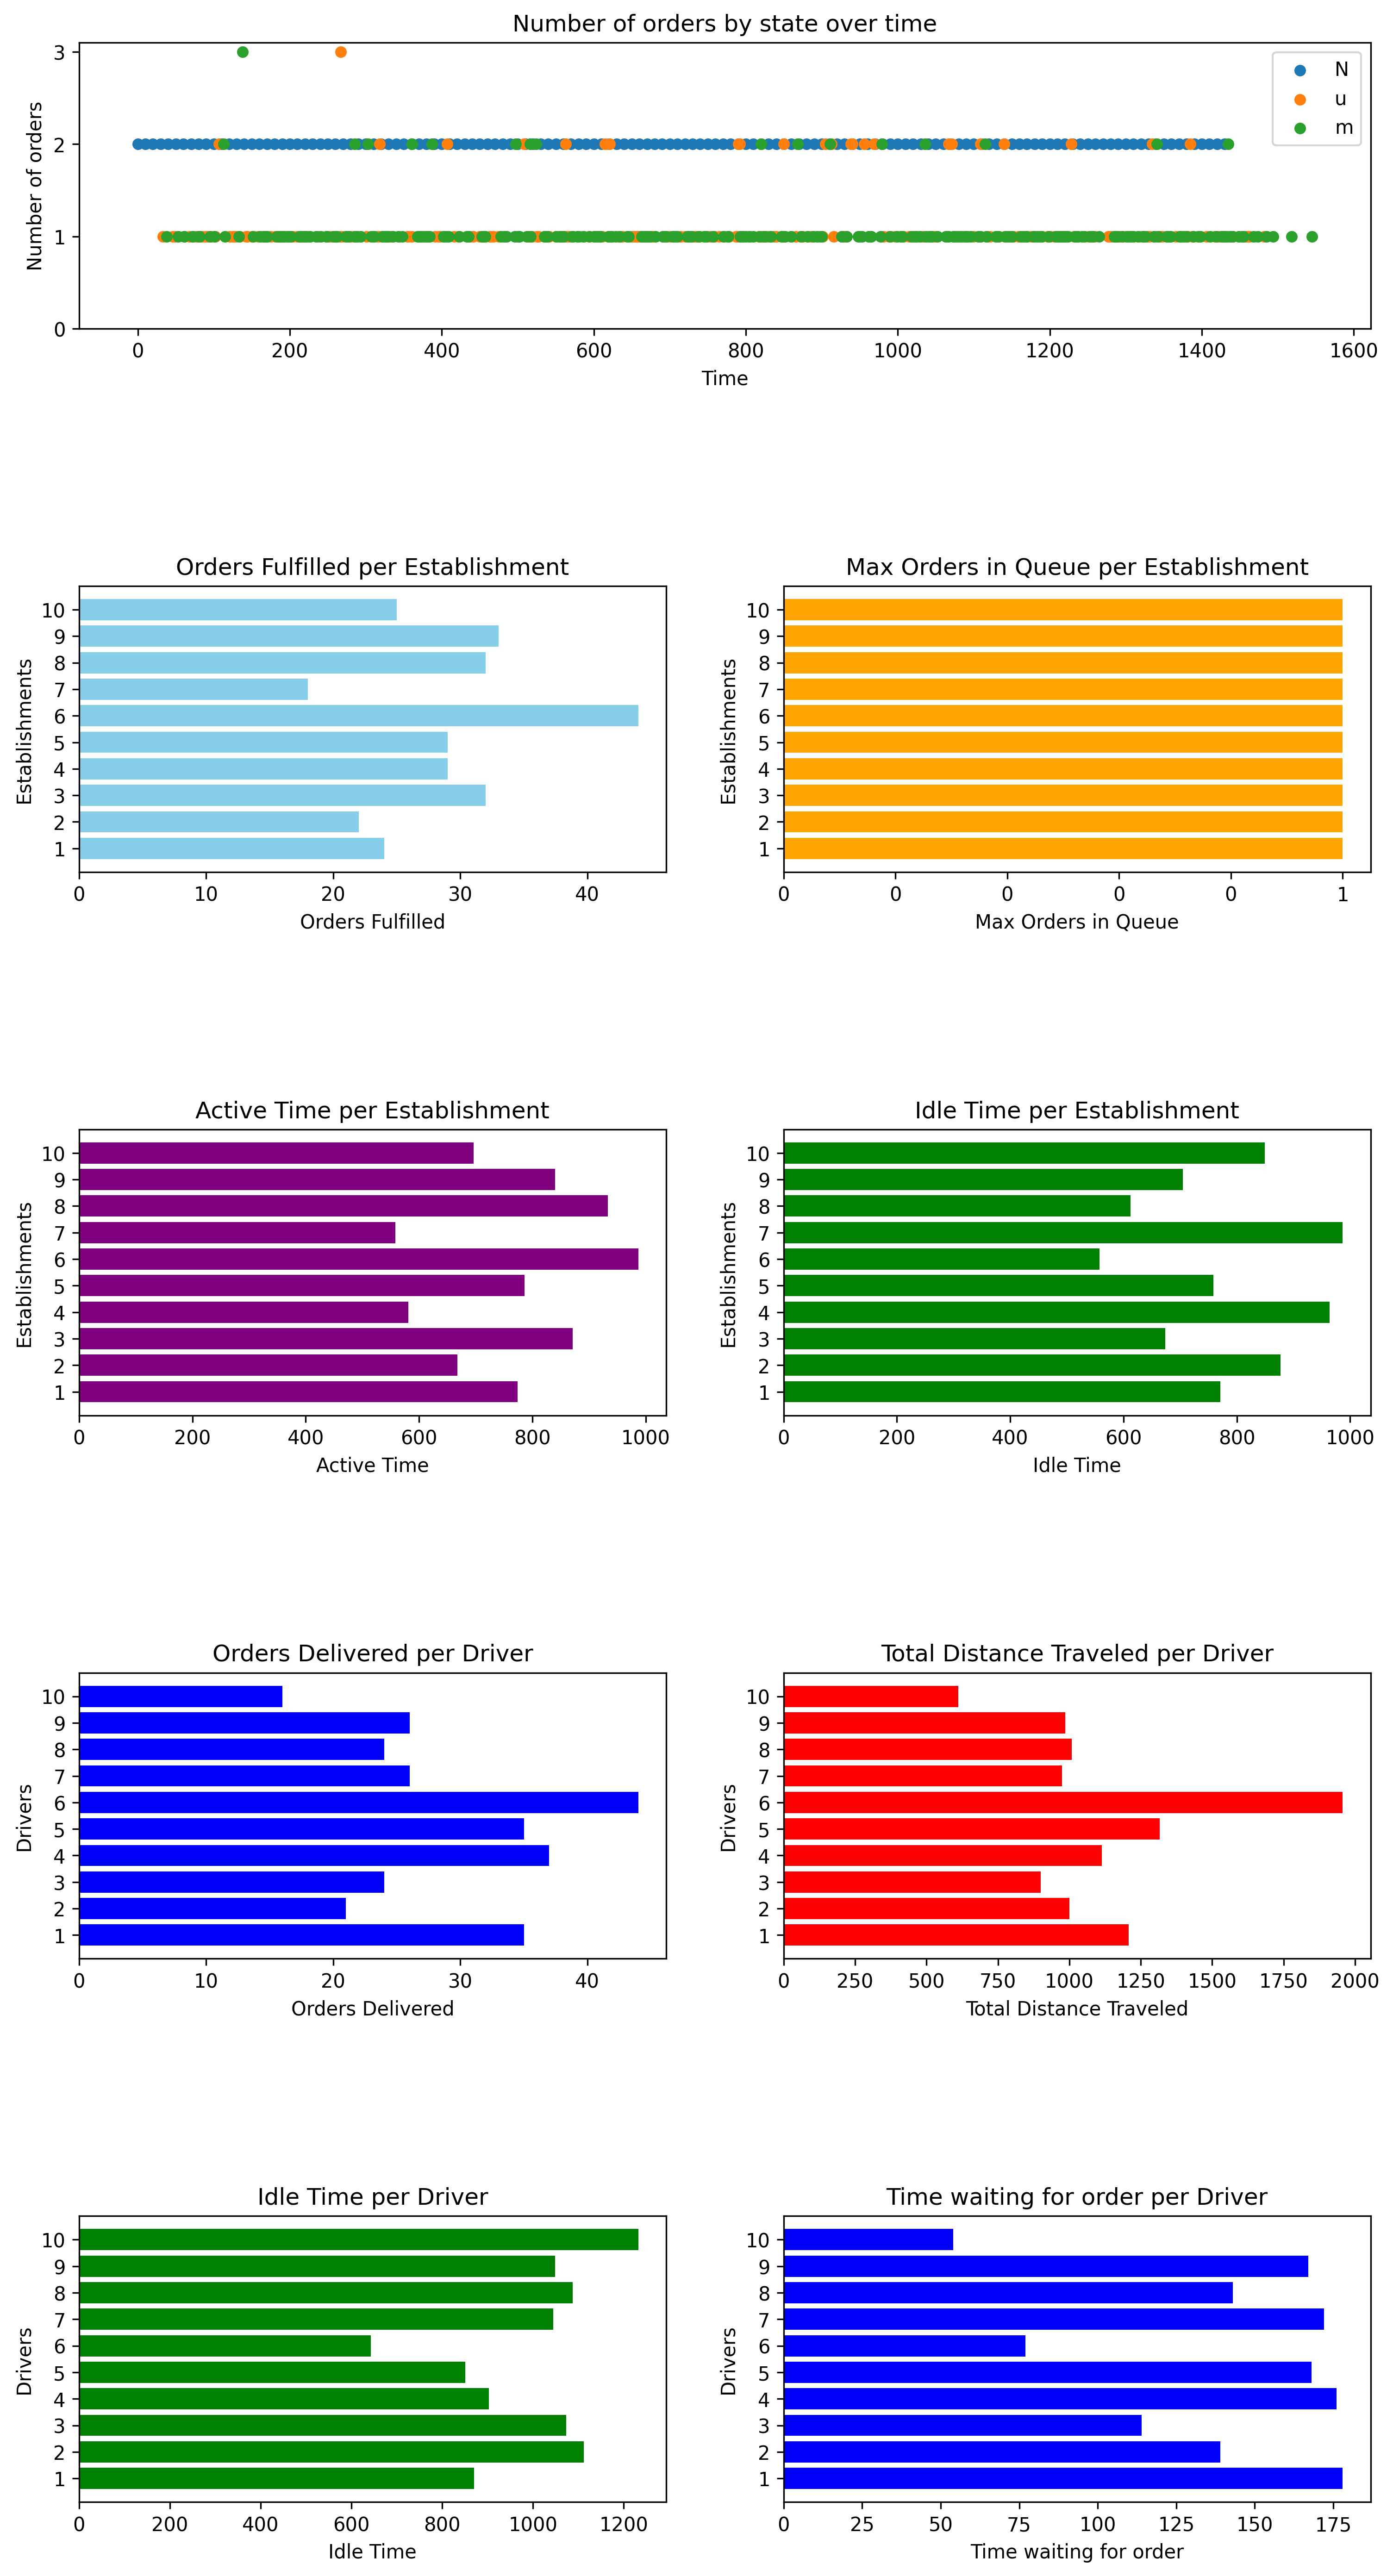 Number of orders by state over time
Number of orders
3
2
1
0
N
u
m
0 200 400 600 800 1000 1200 1400 1600
Time
Orders Fulfilled per Establishment
Establishments
10
9
8
7
6
5
4
3
2
1
0 10 20 30 40
Orders Fulfilled
Max Orders in Queue per Establishment
Establishments
10
9
8
7
6
5
4
3
2
1
0 0 0 0 0 1
Max Orders in Queue
Active Time per Establishment
Establishments
10
9
8
7
6
5
4
3
2
1
0 200 400 600 800 1000
Active Time
Idle Time per Establishment
Establishments
10
9
8
7
6
5
4
3
2
1
0 200 400 600 800 1000
Idle Time
Orders Delivered per Driver
Drivers
10
9
8
7
6
5
4
3
2
1
0 10 20 30 40
Orders Delivered
Total Distance Traveled per Driver
Drivers
10
9
8
7
6
5
4
3
2
1
0 250 500 750 1000 1250 1500 1750 2000
Total Distance Traveled
Idle Time per Driver
Drivers
10
9
8
7
6
5
4
3
2
1
0 200 400 600 800 1000 1200
Idle Time
Time waiting for order per Driver
Drivers
10
9
8
7
6
5
4
3
2
1
0 25 50 75 100 125 150 175
Time waiting for order